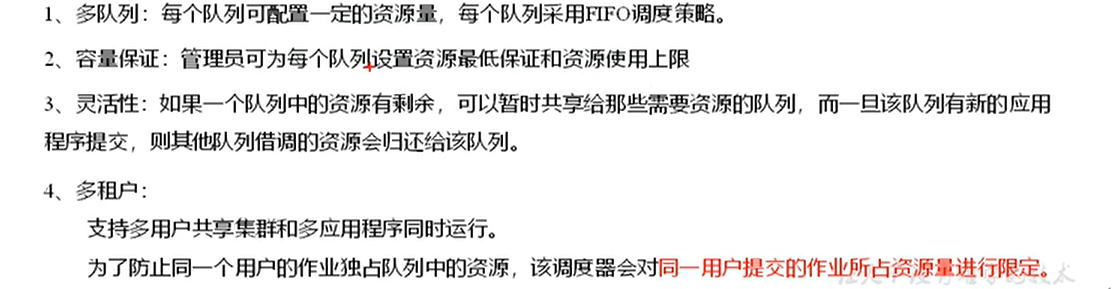 1、多队列：每个队列可配置一定的资源量，每个队列采用FIFO调度策略。
2、容量保证：管理员可为每个队列设置资源最低保证和资源使用上限
3、灵活性：如果一个队列中的资源有剩余，可以暂时共享给那些需要资源的队列，而一旦该队列有新的应用
程序提交，则其他队列借调的资源会归还给该队列。
4、多租户：
支持多用户共享集群和多应用程序同时运行。
为了防止同一个用户的作业独占队列中的资源，该调度器会对同一用户提交的作业所占资源量进行限定。